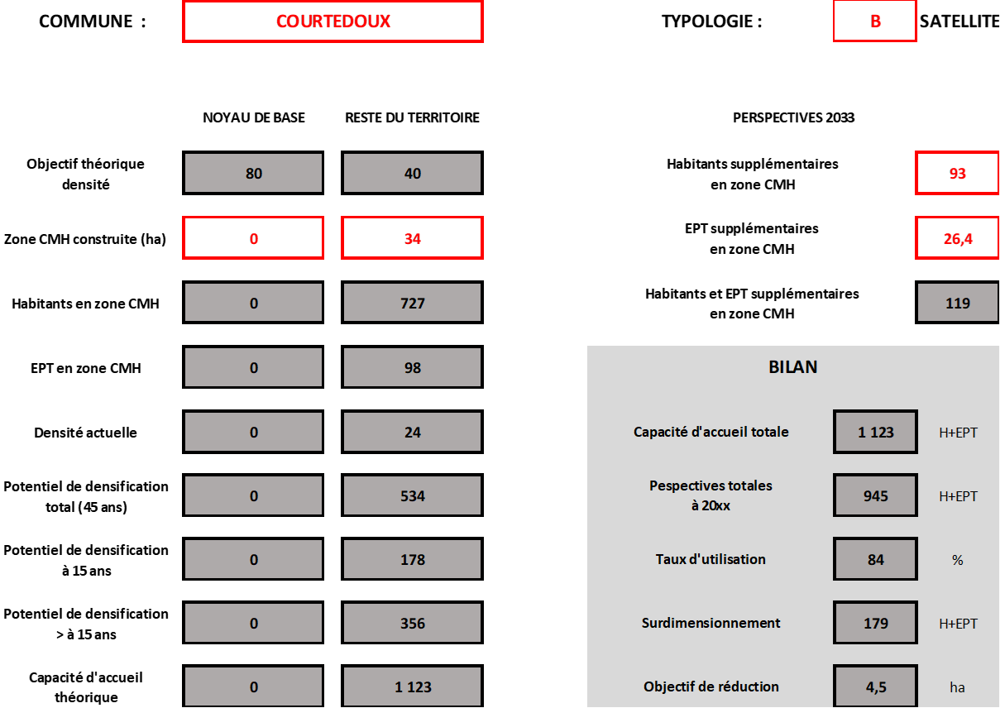 COMMUNE : COURTEDOUX TYPOLOGIE : B SATELLITE
NOYAU DE BASE RESTE DU TERRITOIRE PERSPECTIVES 2033
Objectif théorique
densité
80 40
Habitants supplémentaires
en zone CMH
93
Zone CMH construite (ha) 0 34
EPT supplémentaires
en zone CMH
26,4
Habitants en zone CMH 0 727
Habitants et EPT supplémentaires
en zone CMH
119
EPT en zone CMH 0 98
BILAN
Densité actuelle 0 24
Capacité d'accueil totale 1 123 H+EPT
Potentiel de densification
total (45 ans)
0 534
Pespectives totales
à 20xx
945 H+EPT
Potentiel de densification
à 15 ans
0 178
Taux d'utilisation 84 %
Potentiel de densification
> à 15 ans
0 356
Surdimensionnement 179 H+EPT
Capacité d'accueil
théorique
0 1 123
Objectif de réduction 4,5 ha